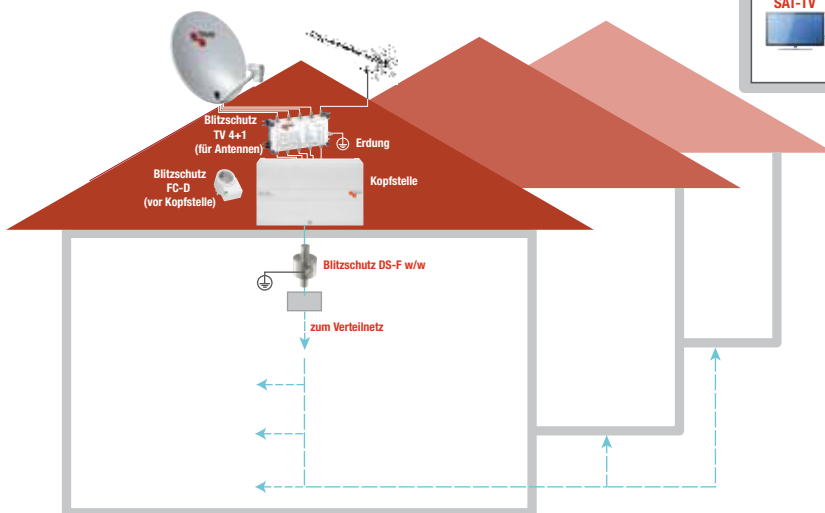 SAT-TV
Blitzschutz
TV 4+1
(für Antennen)
Erdung
Blitzschutz
FC-D
(vor Kopfstelle)
Kopfstelle
Blitzschutz DS-F w/w
zum Verteilnetz